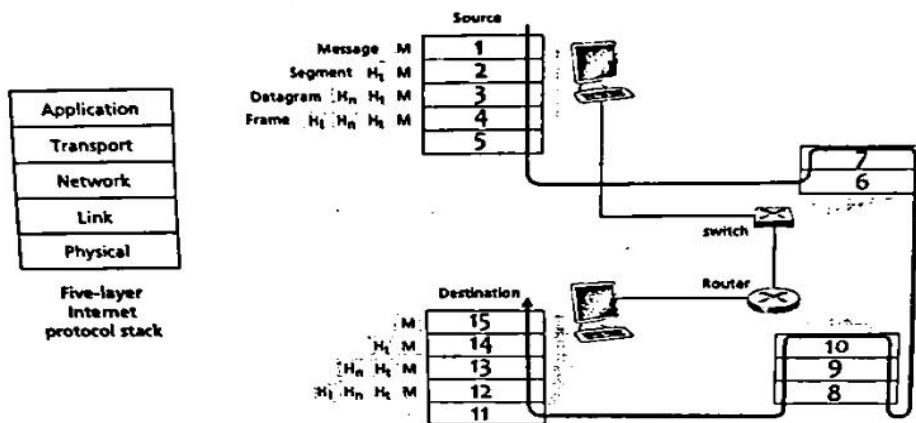 Source
Message M 1
Segment Ht M 2
Datagram Hn Ht M 3
Frame Hl Hn Ht M 4
5
Application
Transport
Network
Link
Physical
Five-layer
Internet
protocol stack
7
6
switch
Router
Destination
M 15
Ht M 14
Hn Ht M 13
Hl Hn Ht M 12
11
10
9
8